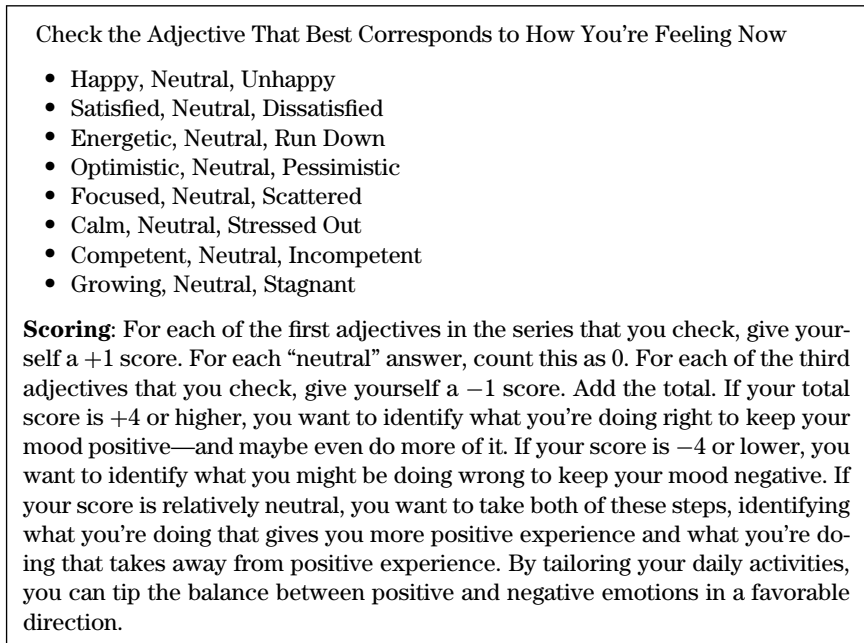 Check the Adjective That Best Corresponds to How You're Feeling Now
• Happy, Neutral, Unhappy
• Satisfied, Neutral, Dissatisfied
• Energetic, Neutral, Run Down
• Optimistic, Neutral, Pessimistic
• Focused, Neutral, Scattered
• Calm, Neutral, Stressed Out
• Competent, Neutral, Incompetent
• Growing, Neutral, Stagnant
Scoring: For each of the first adjectives in the series that you check, give your-
self a +1 score. For each “neutral” answer, count this as 0. For each of the third
adjectives that you check, give yourself a −1 score. Add the total. If your total
score is +4 or higher, you want to identify what you're doing right to keep your
mood positive—and maybe even do more of it. If your score is −4 or lower, you
want to identify what you might be doing wrong to keep your mood negative. If
your score is relatively neutral, you want to take both of these steps, identifying
what you're doing that gives you more positive experience and what you're do-
ing that takes away from positive experience. By tailoring your daily activities,
you can tip the balance between positive and negative emotions in a favorable
direction.